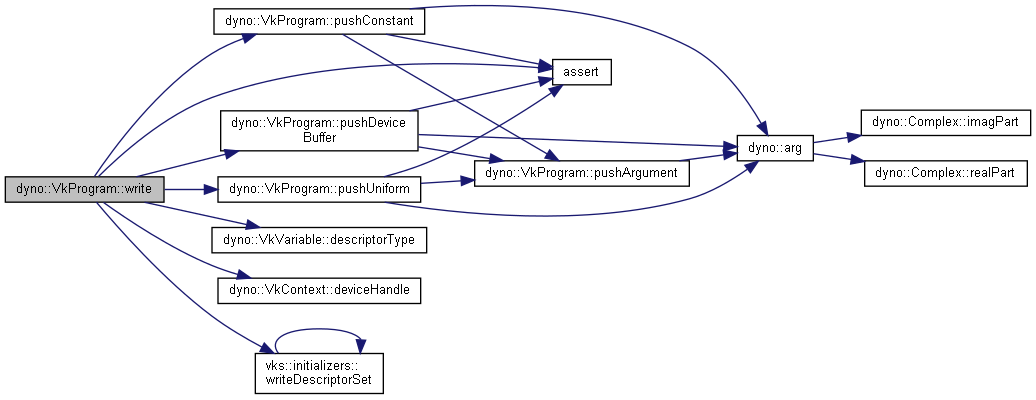 dyno::VkProgram::pushConstant
assert
dyno::VkProgram::pushDevice
Buffer
dyno::Complex::imagPart
dyno::arg
dyno::VkProgram::write
dyno::VkProgram::pushUniform
dyno::VkProgram::pushArgument
dyno::Complex::realPart
dyno::VkVariable::descriptorType
dyno::VkContext::deviceHandle
vks::initializers::
writeDescriptorSet